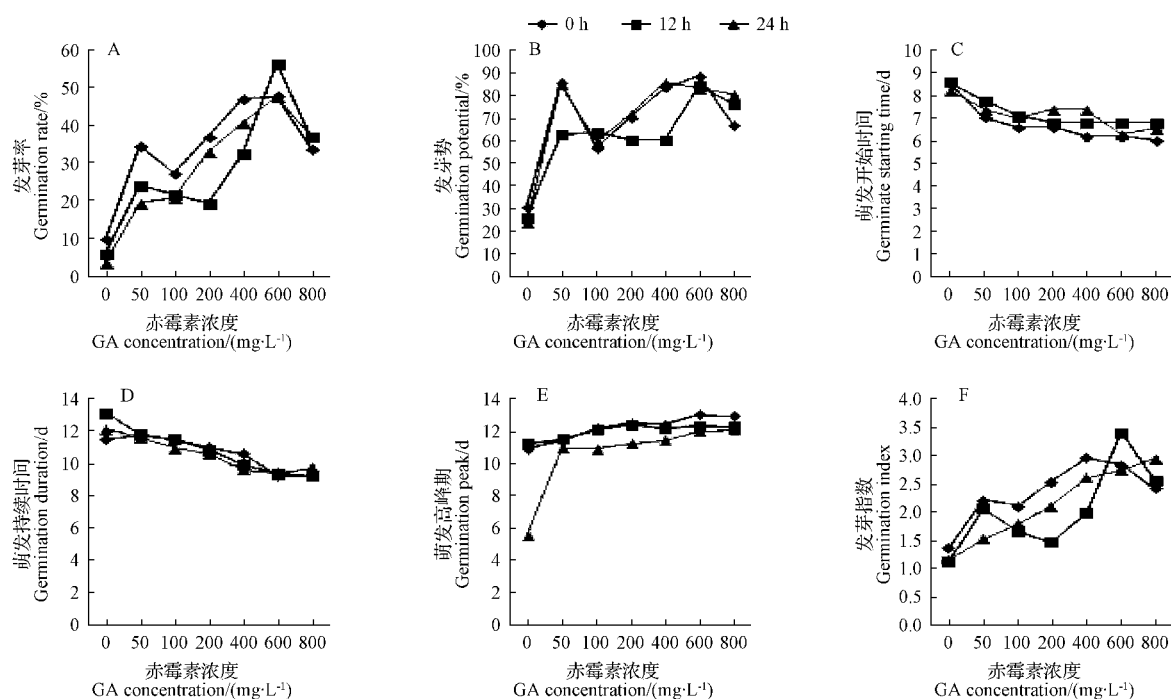 0 h 12 h 24 h
A
60
50
40
30
20
10
0
发芽率
Germination rate/%
0 50 100 200 400 600 800
赤霉素浓度
GA concentration/(mg·L⁻¹)
B
100
90
80
70
60
50
40
30
20
10
0
发芽势
Germination potential/%
0 50 100 200 400 600 800
赤霉素浓度
GA concentration/(mg·L⁻¹)
C
10
9
8
7
6
5
4
3
2
1
0
萌发开始时间
Germinate starting time/d
0 50 100 200 400 600 800
赤霉素浓度
GA concentration/(mg·L⁻¹)
D
14
12
10
8
6
4
2
0
萌发持续时间
Germination duration/d
0 50 100 200 400 600 800
赤霉素浓度
GA concentration/(mg·L⁻¹)
E
14
12
10
8
6
4
2
0
萌发高峰期
Germination peak/d
0 50 100 200 400 600 800
赤霉素浓度
GA concentration/(mg·L⁻¹)
F
4.0
3.5
3.0
2.5
2.0
1.5
1.0
0.5
0.0
发芽指数
Germination index
0 50 100 200 400 600 800
赤霉素浓度
GA concentration/(mg·L⁻¹)